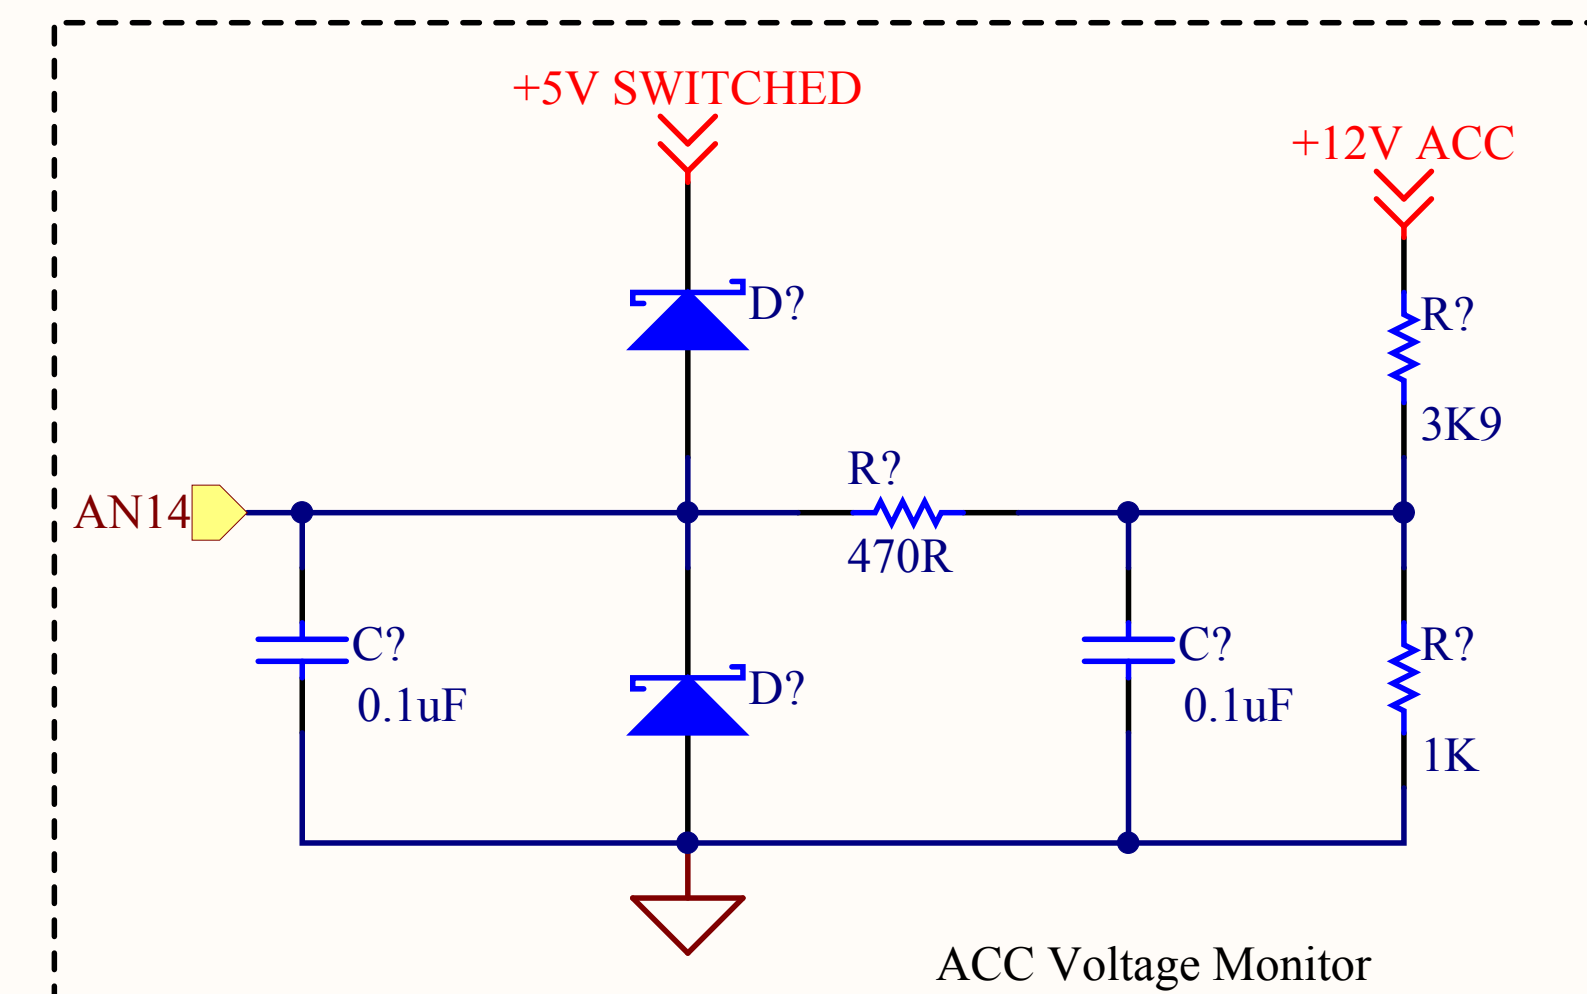 +5V SWITCHED
+12V ACC
D?
R?
3K9
R?
AN14
470R
C?
0.1uF
D?
C?
0.1uF
R?
1K
ACC Voltage Monitor